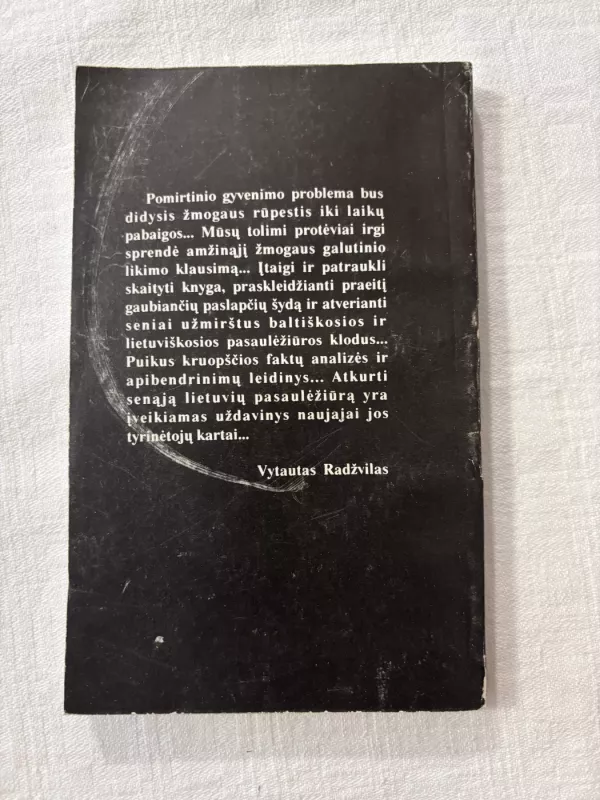 Pomirtinio gyvenimo problema bus
didysis žmogaus rūpestis iki laikų
pabaigos... Mūsų tolimi protėviai irgi
sprendė amžinąjį žmogaus galutinio
likimo klausimą... Įtaigi ir patraukli
skaityti knyga, praskleidžianti praeitį
gaubiančių paslapčių šydą ir atverianti
seniai užmirštus baltiškosios ir
lietuviškosios pasaulėžiūros klodus...
Puikus kruopščios faktų analizės ir
apibendrinimų leidinys... Atkurti
senąją lietuvių pasaulėžiūrą yra
įveikiamas uždavinys naujajai jos
tyrinėtojų kartai...
Vytautas Radžvilas